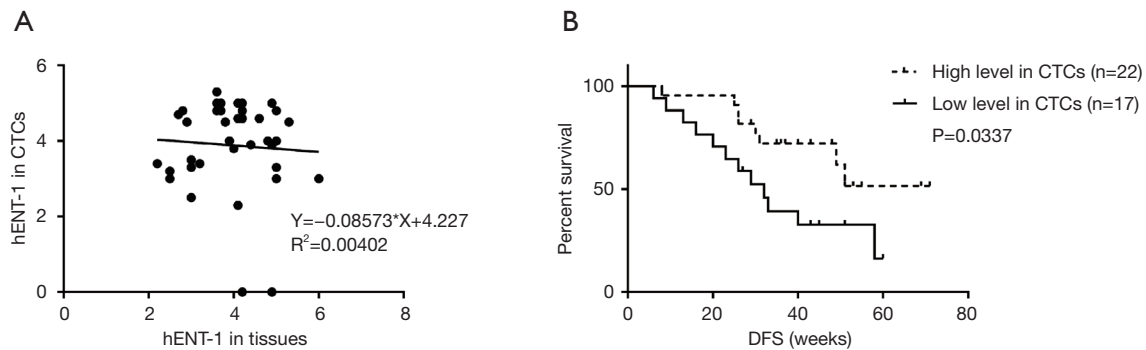 A
hENT-1 in CTCs
6
4
2
0
Y=−0.08573*X+4.227
R²=0.00402
0
2
4
6
8
hENT-1 in tissues
B
Percent survival
100
50
0
High level in CTCs (n=22)
Low level in CTCs (n=17)
P=0.0337
0
20
40
60
80
DFS (weeks)